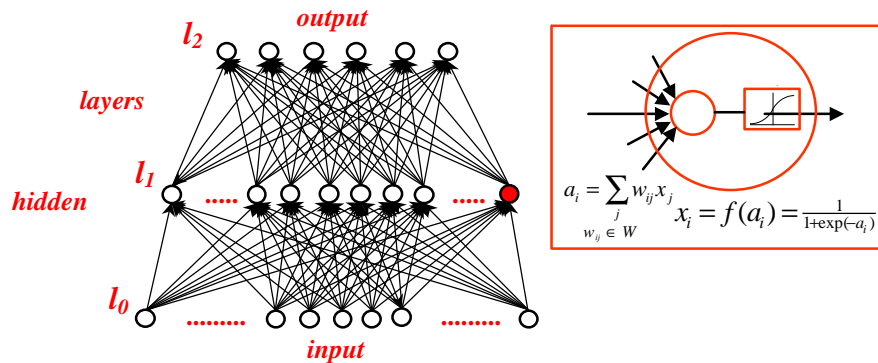 l₂ output
layers
l₁
hidden
.....
.....
l₀
.........
.........
input
a_i = ∑_j w_ij x_j
w_ij ∈ W
x_i = f(a_i) = 1/(1+exp(-a_i))